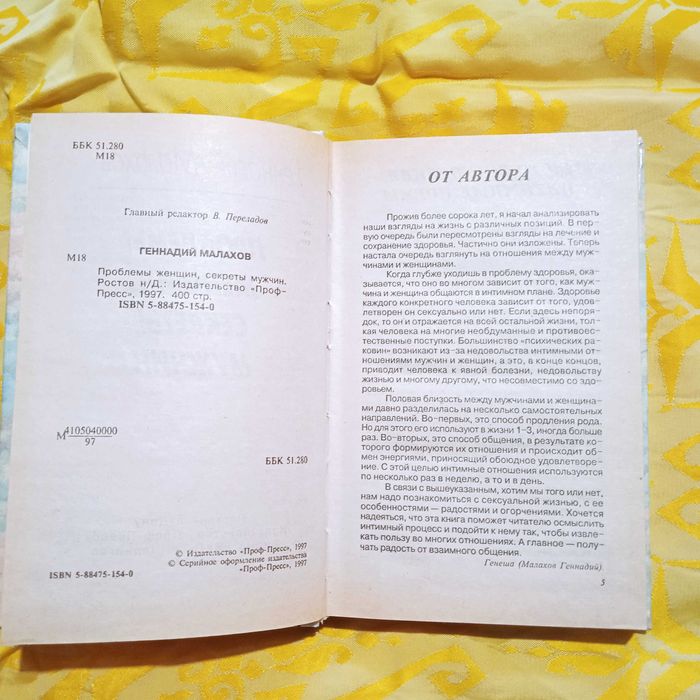 ББК 51.280
М18
Главный редактор В. Переладов
ГЕННАДИЙ МАЛАХОВ
М18
Проблемы женщин, секреты мужчин.
Ростов н/Д.: Издательство «Проф-
Пресс», 1997. 400 стр.
ISBN 5-88475-154-0
М 4105040000
97
ББК 51.280
© Издательство «Проф-Пресс», 1997
© Серийное оформление издательства
«Проф-Пресс», 1997
ISBN 5-88475-154-0
ОТ АВТОРА
Прожив более сорока лет, я начал анализировать
наши взгляды на жизнь с различных позиций. В пер-
вую очередь были пересмотрены взгляды на лечение и
сохранение здоровья. Частично они изложены. Теперь
настала очередь взглянуть на отношения между муж-
чинами и женщинами.
Когда глубже уходишь в проблему здоровья, ока-
зывается, что оно во многом зависит от того, как муж-
чина и женщина общаются в интимном плане. Здоровье
каждого конкретного человека зависит от того, удов-
летворен он сексуально или нет. Если здесь непоря-
док, то он и отражается на всей остальной жизни, тол-
кая человека на многие необдуманные и противоес-
тественные поступки. Большинство «психических ра-
ковин» возникают из-за недовольства интимными от-
ношениями мужчин и женщин, а это, в конце концов,
приводит человека к явной болезни, недовольству
жизнью и многому другому, что несовместимо со здо-
ровьем.
Половая близость между мужчинами и женщина-
ми давно разделилась на несколько самостоятельных
направлений. Во-первых, это способ продления рода.
Но для этого его используют в жизни 1–3, иногда больше
раз. Во-вторых, это способ общения, в результате ко-
торого формируются их отношения и происходит об-
мен энергиями, приносящий обоюдное удовлетворе-
ние. С этой целью интимные отношения используются
по несколько раз в неделю, а то и в день.
В связи с вышеуказанным, хотим мы того или нет,
нам надо познакомиться с сексуальной жизнью, с ее
особенностями — радостями и огорчениями. Хочется
надеяться, что эта книга поможет читателю осмыслить
интимный процесс и подойти к нему так, чтобы извле-
кать пользу во многих отношениях. А главное — полу-
чать радость от взаимного общения.
Генеша (Малахов Геннадий)
5